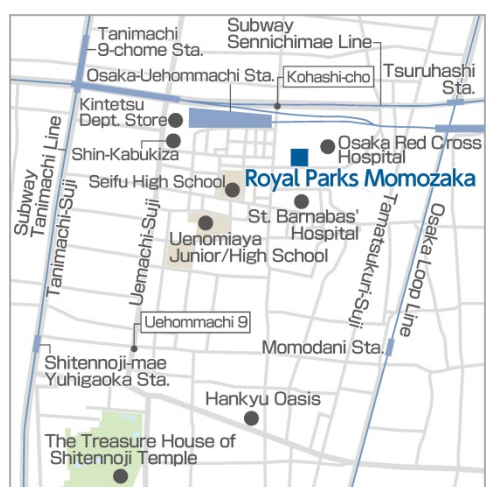 Tanimachi
9-chome Sta.
Subway
Sennichimae Line
Osaka-Uehommachi Sta.
Kohashi-cho
Tsuruhashi
Sta.
Kintetsu
Dept. Store
Shin-Kabukiza
Osaka Red Cross
Hospital
Royal Parks Momozaka
Seifu High School
St. Barnabas'
Hospital
Uenomiya
Junior/High School
Subway
Tanimachi Line
Tanimachi-Suji
Uemachi-Suji
Tamatsukuri-Suji
Osaka Loop Line
Uehommachi 9
Momodani Sta.
Shitennoji-mae
Yuhigaoka Sta.
Hankyu Oasis
The Treasure House of
Shitennoji Temple